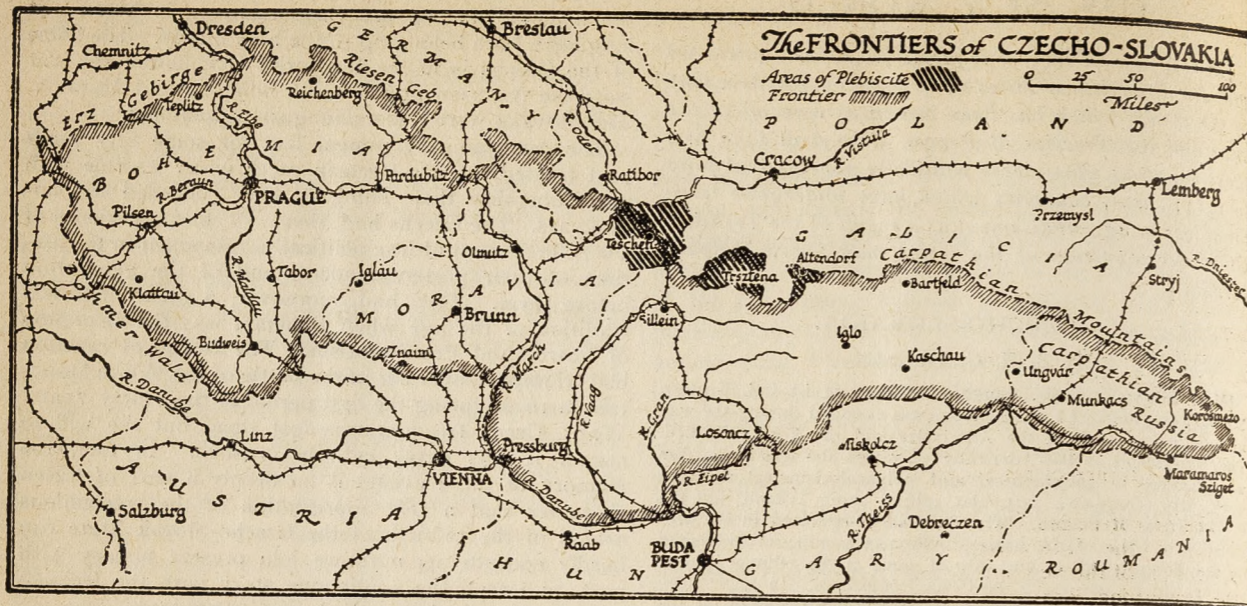 The FRONTIERS of CZECHO-SLOVAKIA
Areas of Plebiscite
Frontier
0 25 50 100
Miles
Dresden
Breslau
Chemnitz
GERMANY
Erz Gebirge
Teplitz
Reichenberg
Riesen Geb
R. Elbe
R. Oder
POLAND
Cracow
R. Vistula
BOHEMIA
R. Beraun
PRAGUE
Pardubitz
Ratibor
Lemberg
Przemysl
Pilsen
Teschen
GALICIA
Olmutz
Altendorf
Carpathian Mountains
Trsztena
R. Dniester
Stryj
Klattau
R. Moldau
Tabor
Iglau
MORAVIA
Bartfeld
Böhmer Wald
Brunn
Sillein
Iglo
Budweis
Znaim
Kaschau
Ungvár
Carpathian Russia
R. March
R. Danube
R. Vaag
Munkacs
Korosmezo
R. Gran
Linz
Pressburg
Losoncz
Miskolcz
VIENNA
R. Danube
R. Eipel
Maramaros Sziget
AUSTRIA
Salzburg
Raab
R. Theiss
Debreczen
BUDA PEST
HUNGARY
ROUMANIA